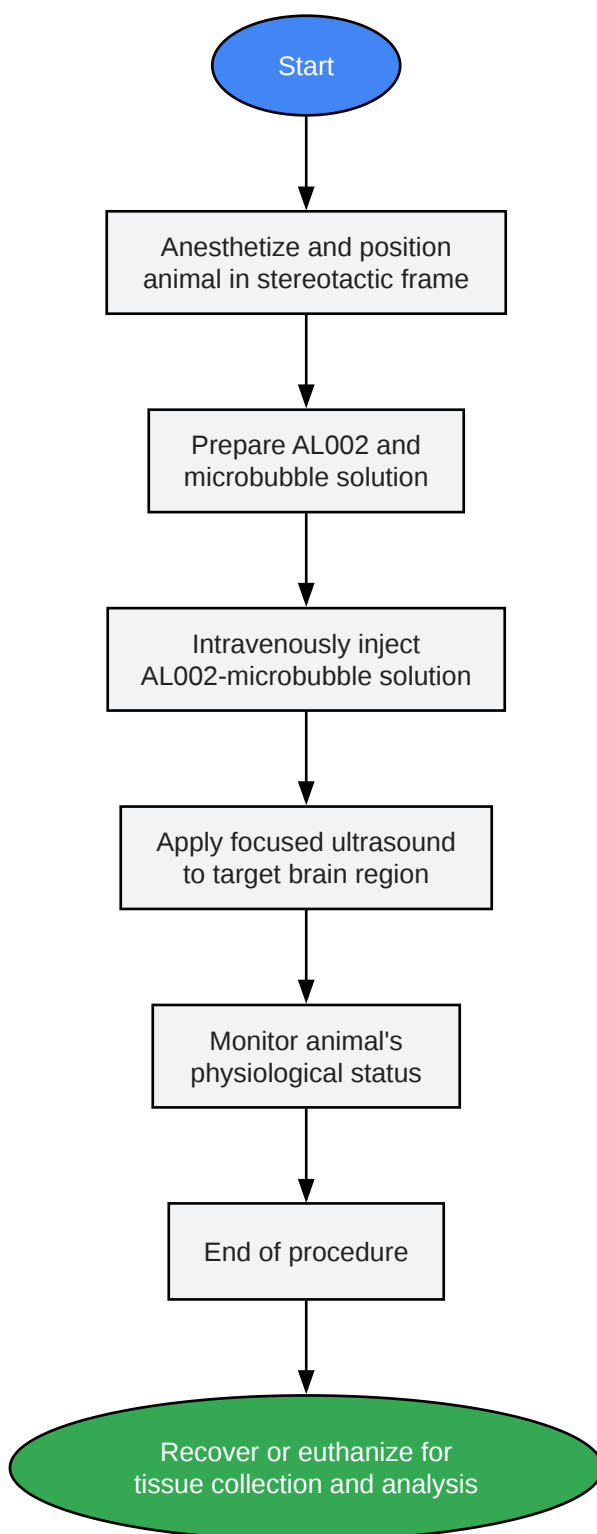 Start
Anesthetize and position
animal in stereotactic frame
Prepare AL002 and
microbubble solution
Intravenously inject
AL002-microbubble solution
Apply focused ultrasound
to target brain region
Monitor animal's
physiological status
End of procedure
Recover or euthanize for
tissue collection and analysis